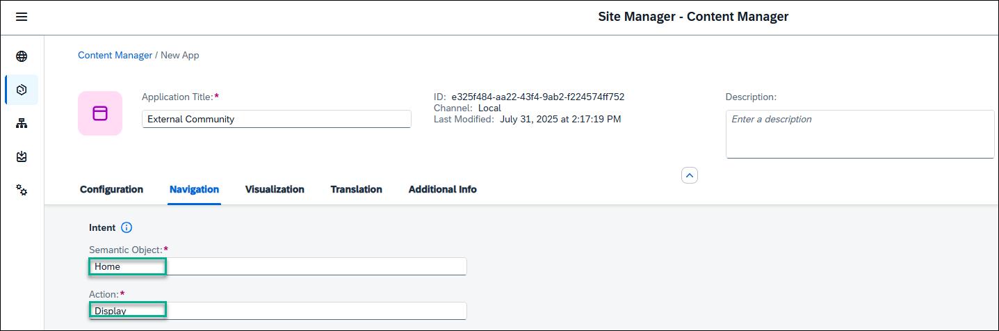 Site Manager - Content Manager
Content Manager / New App
Application Title:*
External Community
ID: e325f484-aa22-43f4-9ab2-f224574ff752
Channel: Local
Last Modified: July 31, 2025 at 2:17:19 PM
Description:
Enter a description
Configuration Navigation Visualization Translation Additional Info
Intent
Semantic Object:*
Home
Action:*
Display